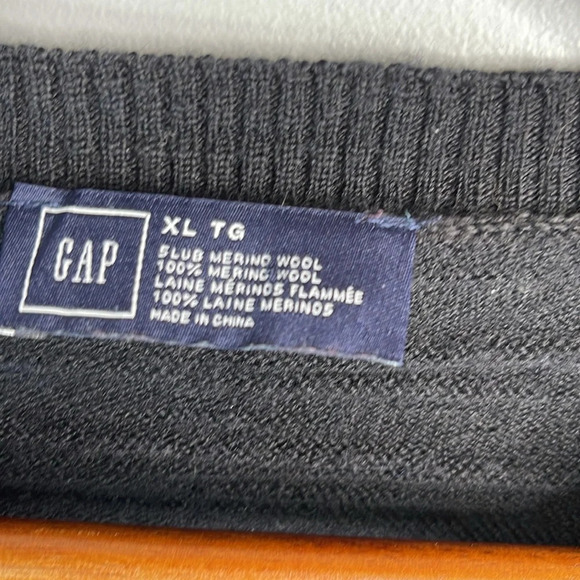 GAP
XL TG
SLUB MERINO WOOL
100% MERINO WOOL
LAINE MÉRINOS FLAMMÉE
100% LAINE MÉRINOS
MADE IN CHINA